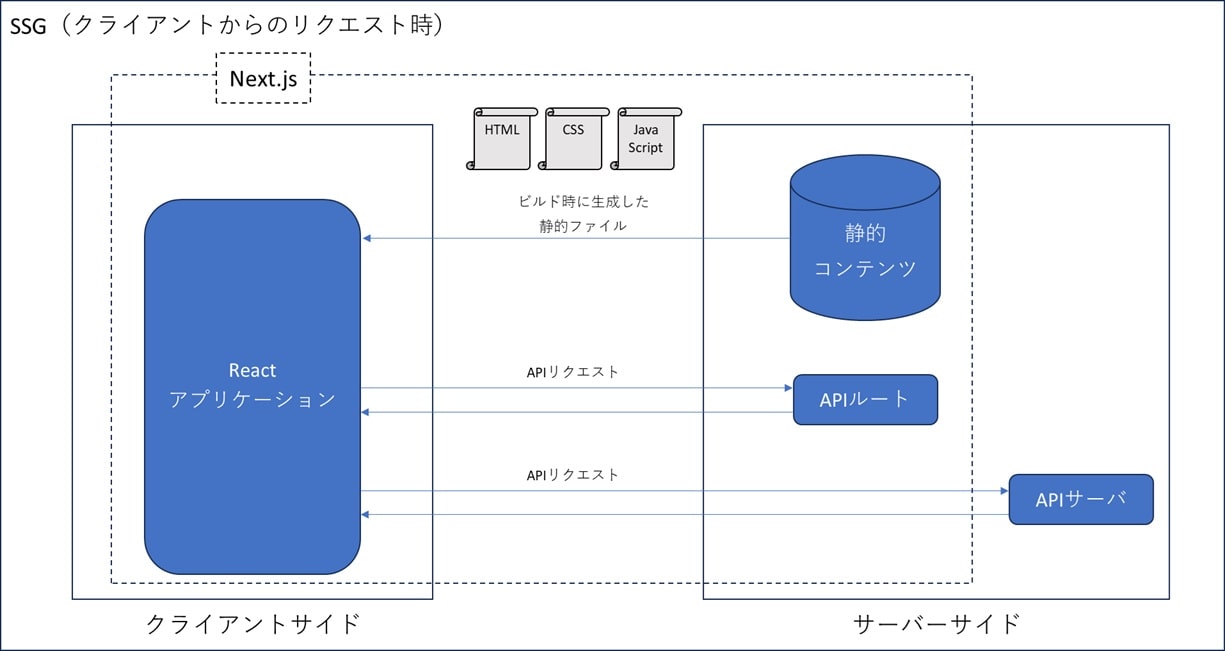 SSG（クライアントからのリクエスト時）
Next.js
HTML
CSS
Java
Script
ビルド時に生成した
静的ファイル
静的
コンテンツ
React
アプリケーション
APIリクエスト
APIルート
APIリクエスト
APIサーバ
クライアントサイド
サーバーサイド